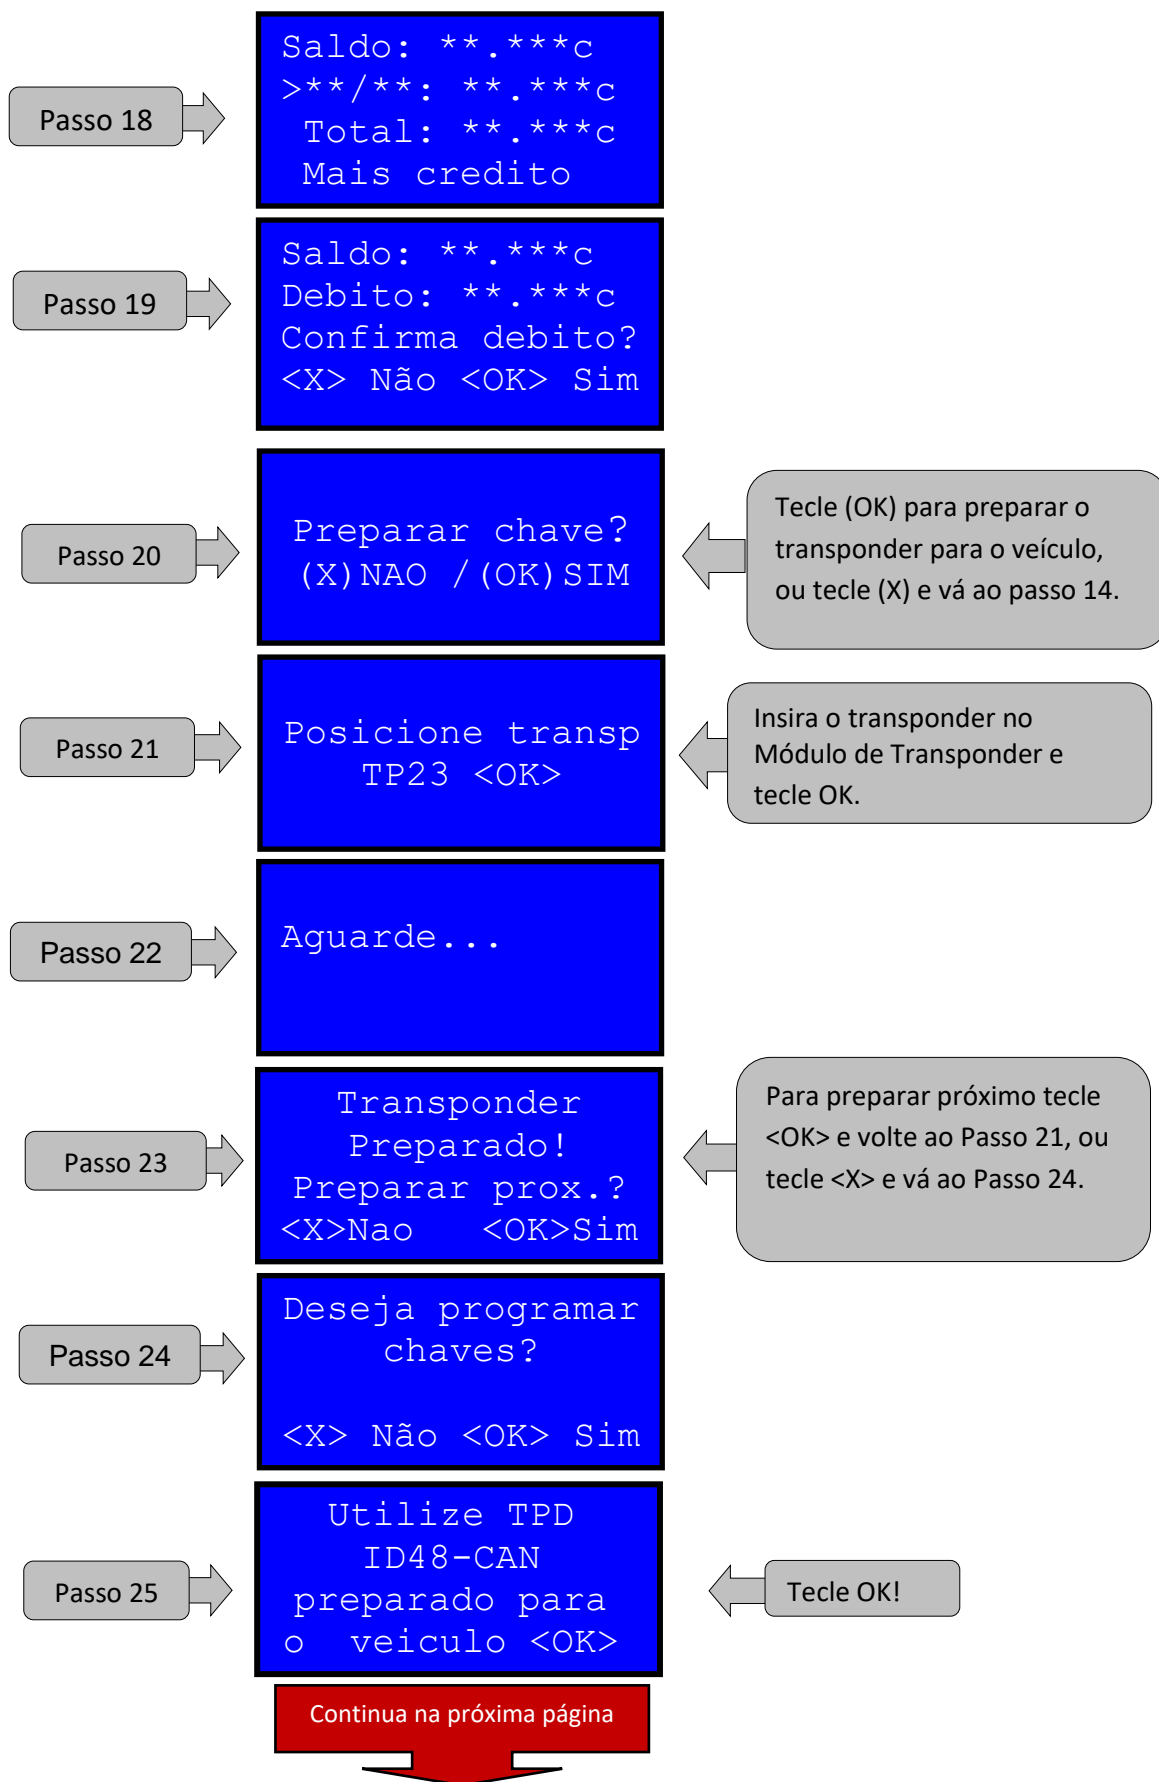 Passo 18
Saldo: **.***c
>**/**: **.***c
Total: **.***c
Mais credito
Passo 19
Saldo: **.***c
Debito: **.***c
Confirma debito?
<X> Não <OK> Sim
Passo 20
Preparar chave?
(X)NAO /(OK)SIM
Tecle (OK) para preparar o
transponder para o veículo,
ou tecle (X) e vá ao passo 14.
Passo 21
Posicione transp
TP23 <OK>
Insira o transponder no
Módulo de Transponder e
tecle OK.
Passo 22
Aguarde...
Passo 23
Transponder
Preparado!
Preparar prox.?
<X>Nao <OK>Sim
Para preparar próximo tecle
<OK> e volte ao Passo 21, ou
tecle <X> e vá ao Passo 24.
Passo 24
Deseja programar
chaves?
<X> Não <OK> Sim
Passo 25
Utilize TPD
ID48-CAN
preparado para
o veiculo <OK>
Tecle OK!
Continua na próxima página